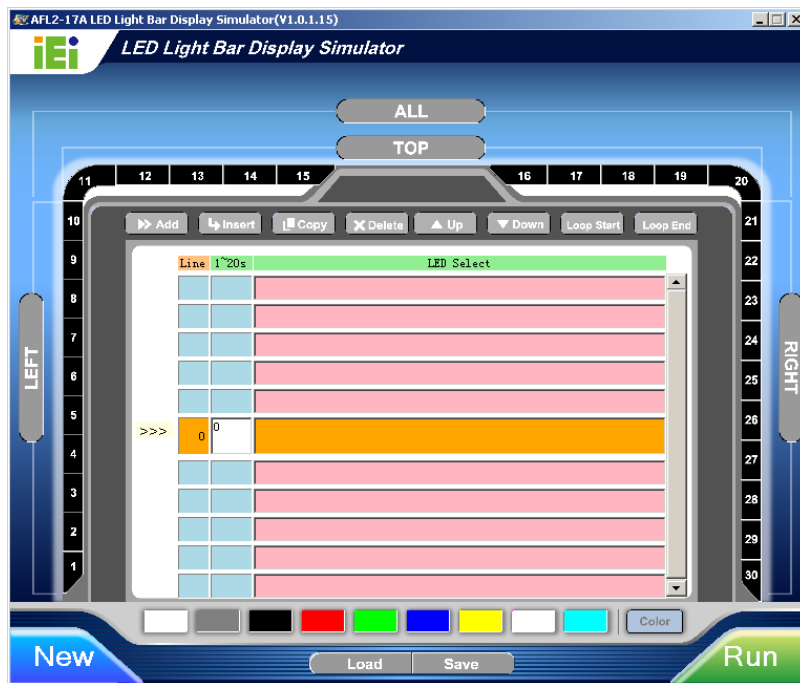 AFL2-17A LED Light Bar Display Simulator(V1.0.1.15)
iEi
LED Light Bar Display Simulator
ALL
TOP
11 12 13 14 15 16 17 18 19 20
Add Insert Copy Delete Up Down Loop Start Loop End
10 21
9 22
Line 1~20s LED Select
8 23
7 24
LEFT RIGHT
6 25
5 26
>>> 0 0
4 27
3 28
2 29
1 30
Color
New Load Save Run